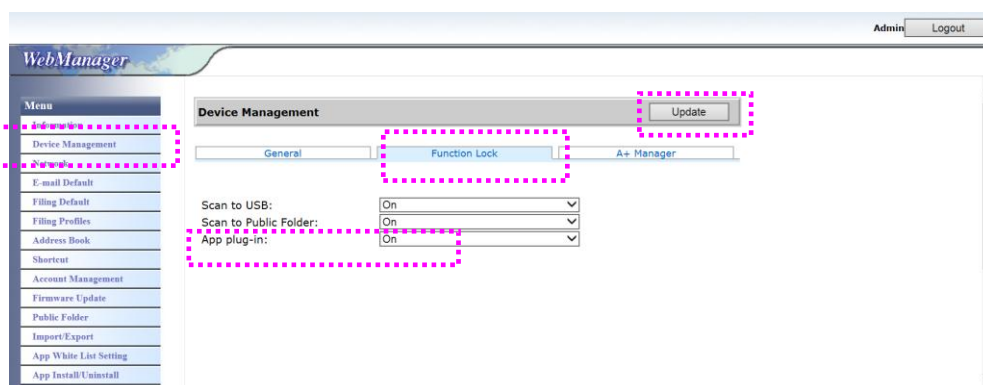 Admin Logout
WebManager
Menu
Information
Device Management
Network
E-mail Default
Filing Default
Filing Profiles
Address Book
Shortcut
Account Management
Firmware Update
Public Folder
Import/Export
App White List Setting
App Install/Uninstall
Device Management Update
General Function Lock A+ Manager
Scan to USB: On
Scan to Public Folder: On
App plug-in: On